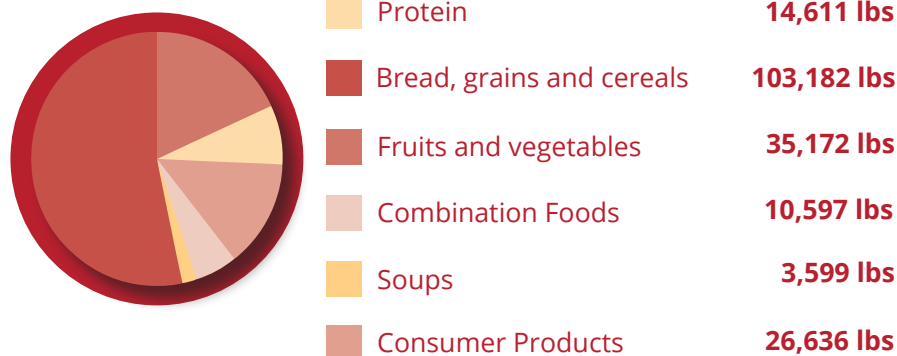 Protein 14,611 lbs
Bread, grains and cereals 103,182 lbs
Fruits and vegetables 35,172 lbs
Combination Foods 10,597 lbs
Soups 3,599 lbs
Consumer Products 26,636 lbs